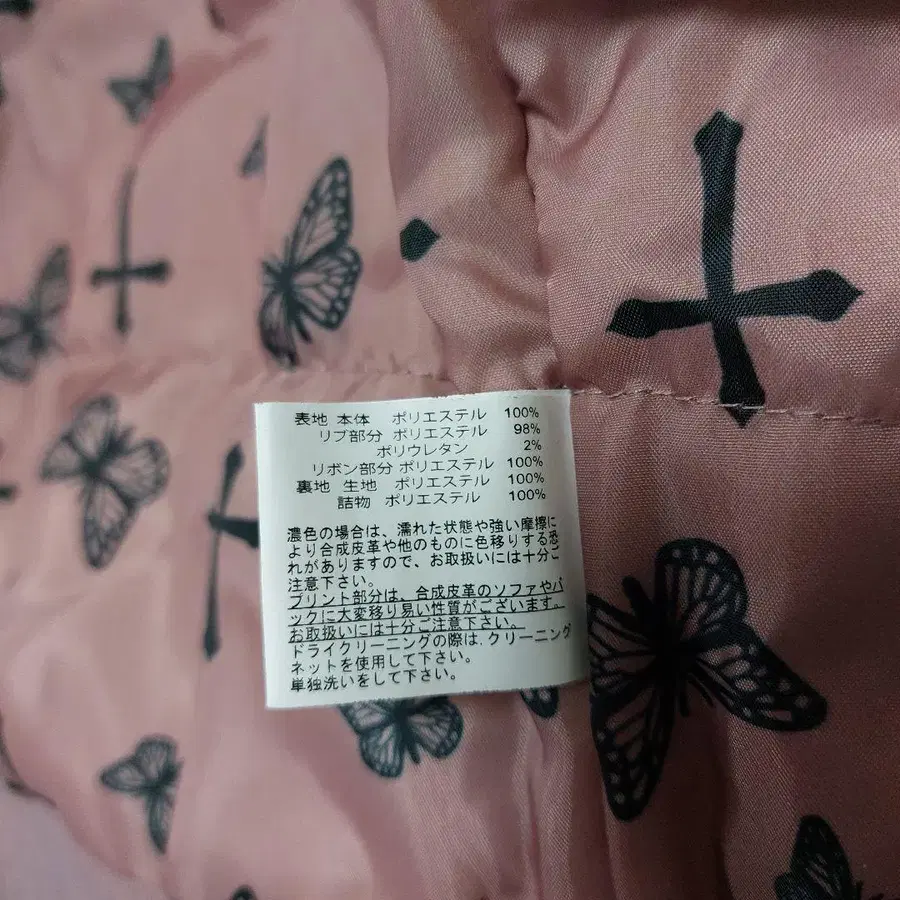 表地 本体 ポリエステル 100%
リブ部分 ポリエステル 98%
ポリウレタン 2%
リボン部分 ポリエステル 100%
裏地 生地 ポリエステル 100%
詰物 ポリエステル 100%
濃色の場合は、濡れた状態や強い摩擦に
より合成皮革や他のものに色移りする恐
れがありますので、お取扱いには十分ご
注意下さい。
プリント部分は、合成皮革のソファやバ
ックに大変移り易い性質がございます。
お取扱いには十分ご注意下さい。
ドライクリーニングの際は、クリーニング
ネットを使用して下さい。
単独洗いをして下さい。